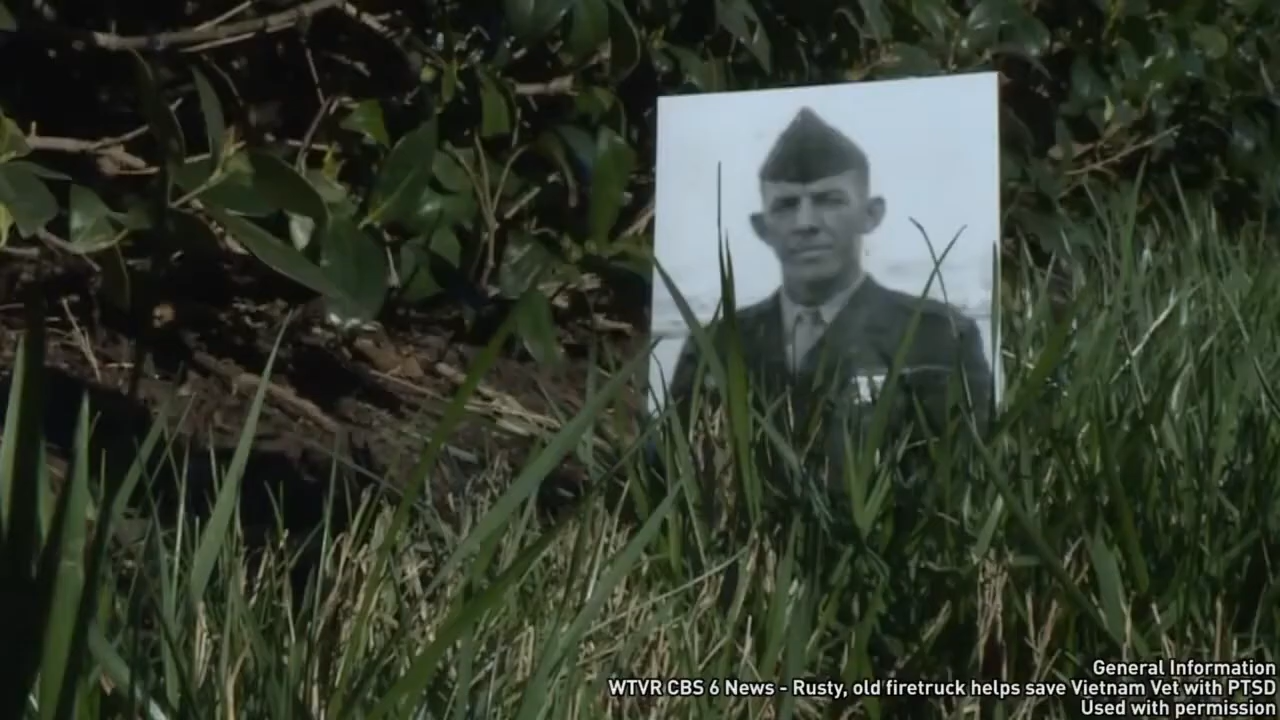 General Information
WTVR CBS 6 News - Rusty, old firetruck helps save Vietnam Vet with PTSD
Used with permission